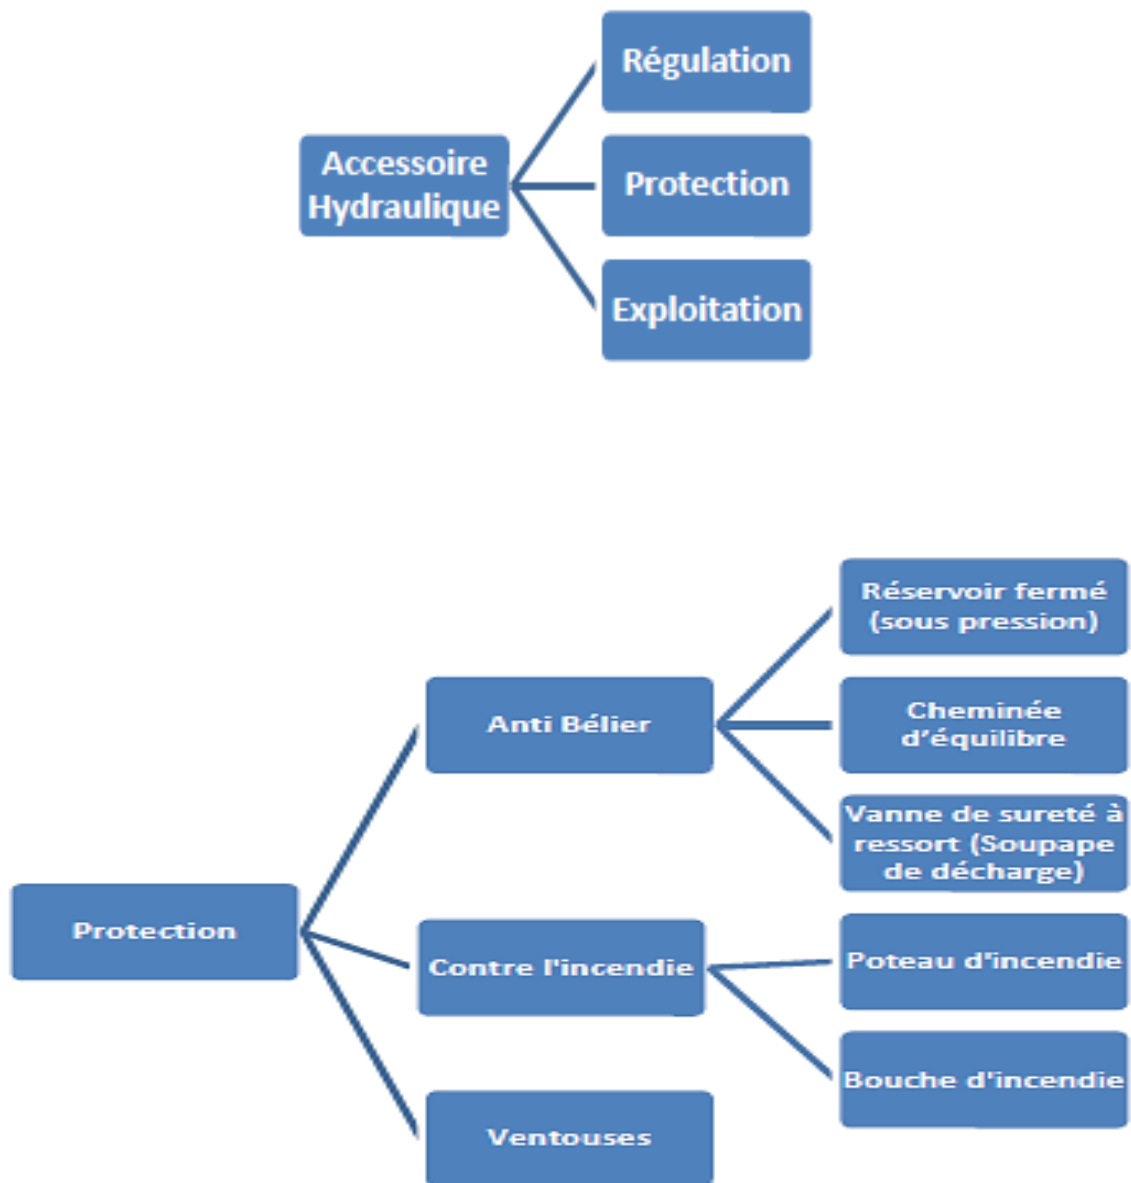 Régulation
Accessoire
Hydraulique
Protection
Exploitation
Réservoir fermé
(sous pression)
Anti Bélier
Cheminée
d’équilibre
Vanne de sureté à
ressort (Soupape
de décharge)
Protection
Contre l'incendie
Poteau d'incendie
Bouche d'incendie
Ventouses